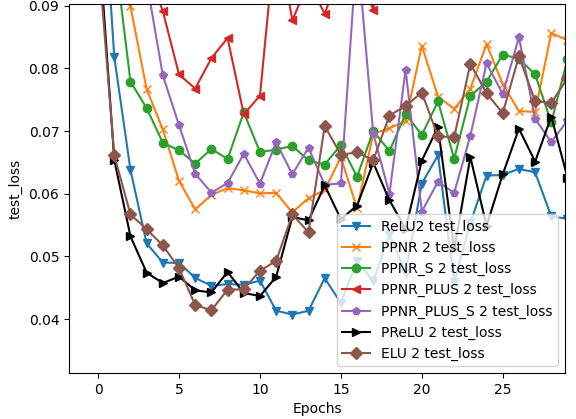 0.09
0.08
0.07
0.06
0.05
0.04
test_loss
ReLU2 test_loss
PPNR 2 test_loss
PPNR_S 2 test_loss
PPNR_PLUS 2 test_loss
PPNR_PLUS_S 2 test_loss
PReLU 2 test_loss
ELU 2 test_loss
0 5 10 15 20 25
Epochs